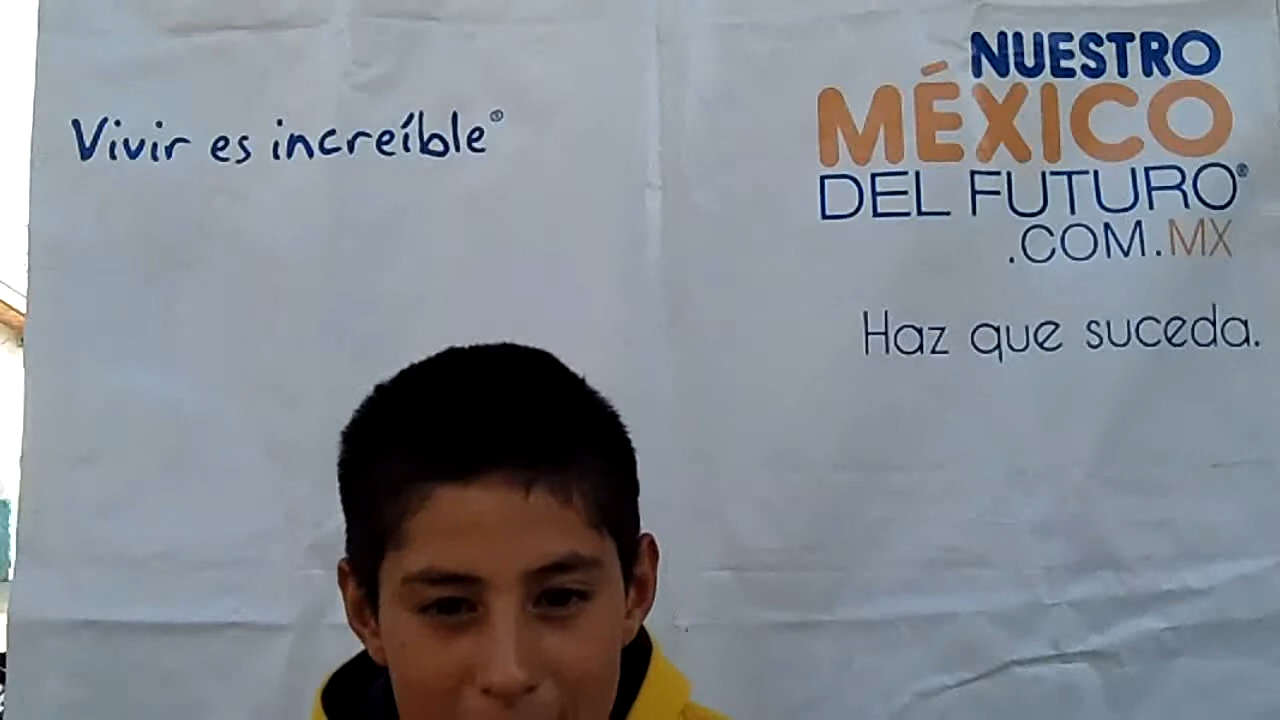 Vivir es increíble®
NUESTRO
MÉXICO
DEL FUTURO®
.COM.MX
Haz que suceda.